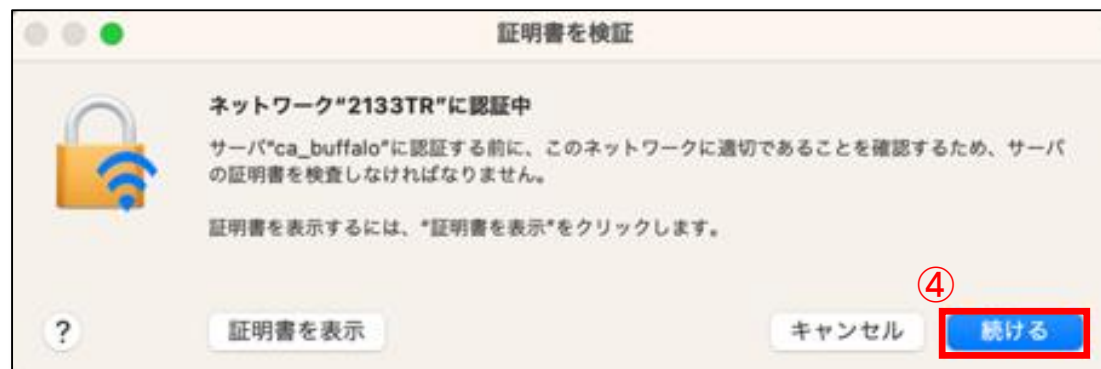 証明書を検証
ネットワーク“2133TR”に認証中
サーバ“ca_buffalo”に認証する前に、このネットワークに適切であることを確認するため、サーバ
の証明書を検査しなければなりません。
証明書を表示するには、“証明書を表示”をクリックします。
④
?
証明書を表示
キャンセル
続ける